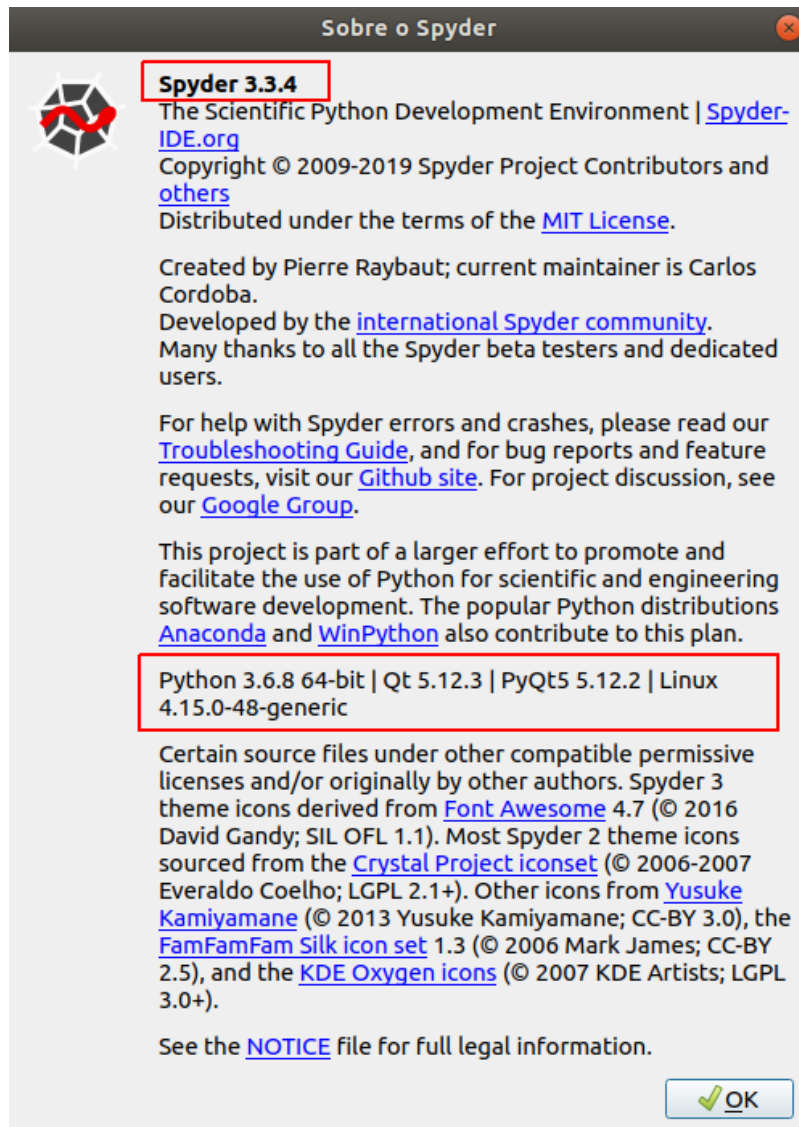 Sobre o Spyder
Spyder 3.3.4
The Scientific Python Development Environment | Spyder-
IDE.org
Copyright © 2009-2019 Spyder Project Contributors and
others
Distributed under the terms of the MIT License.
Created by Pierre Raybaut; current maintainer is Carlos
Cordoba.
Developed by the international Spyder community.
Many thanks to all the Spyder beta testers and dedicated
users.
For help with Spyder errors and crashes, please read our
Troubleshooting Guide, and for bug reports and feature
requests, visit our Github site. For project discussion, see
our Google Group.
This project is part of a larger effort to promote and
facilitate the use of Python for scientific and engineering
software development. The popular Python distributions
Anaconda and WinPython also contribute to this plan.
Python 3.6.8 64-bit | Qt 5.12.3 | PyQt5 5.12.2 | Linux
4.15.0-48-generic
Certain source files under other compatible permissive
licenses and/or originally by other authors. Spyder 3
theme icons derived from Font Awesome 4.7 (© 2016
David Gandy; SIL OFL 1.1). Most Spyder 2 theme icons
sourced from the Crystal Project iconset (© 2006-2007
Everaldo Coelho; LGPL 2.1+). Other icons from Yusuke
Kamiyamane (© 2013 Yusuke Kamiyamane; CC-BY 3.0), the
FamFamFam Silk icon set 1.3 (© 2006 Mark James; CC-BY
2.5), and the KDE Oxygen icons (© 2007 KDE Artists; LGPL
3.0+).
See the NOTICE file for full legal information.
OK